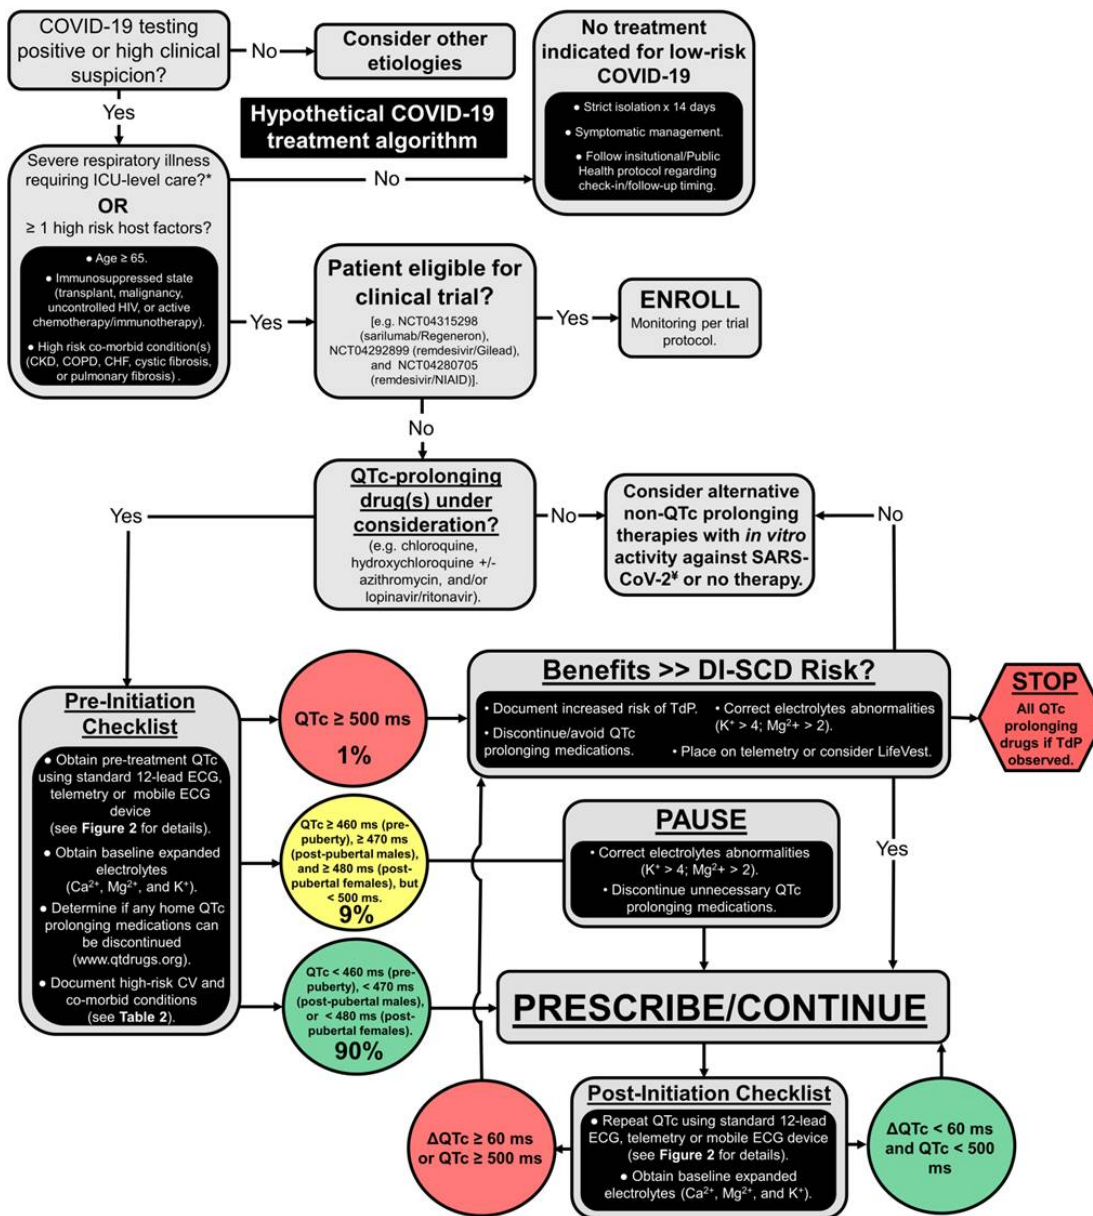 COVID-19 testing
positive or high clinical
suspicion?
No
Consider other
etiologies
No
treatment
indicated for low-risk
COVID-19
● Strict isolation x 14 days
● Symptomatic management.
● Follow insitutional/Public
Health protocol regarding
check-in/follow-up timing.
Yes
Hypothetical COVID-19
treatment algorithm
Severe respiratory illness
requiring ICU-level care?*
OR
≥ 1 high risk host factors?
● Age ≥ 65.
● Immunosuppressed state
(transplant, malignancy,
uncontrolled HIV, or active
chemotherapy/immunotherapy).
● High risk co-morbid condition(s)
(CKD, COPD, CHF, cystic fibrosis,
or pulmonary fibrosis) .
No
Yes
Patient eligible for
clinical trial?
[e.g. NCT04315298
(sarilumab/Regeneron),
NCT04292899 (remdesivir/Gilead),
and NCT04280705
(remdesivir/NIAID)].
Yes
ENROLL
Monitoring per trial
protocol.
No
QTc-prolonging
drug(s) under
consideration?
(e.g. chloroquine,
hydroxychloroquine +/-
azithromycin, and/or
lopinavir/ritonavir).
Yes
No
Consider alternative
non-QTc prolonging
therapies with in vitro
activity against SARS-
CoV-2¥ or no therapy.
No
Pre-Initiation
Checklist
● Obtain pre-treatment QTc
using standard 12-lead ECG,
telemetry or mobile ECG
device
(see Figure 2 for details).
● Obtain baseline expanded
electrolytes
(Ca²⁺, Mg²⁺, and K⁺).
● Determine if any home QTc
prolonging medications can
be discontinued
(www.qtdrugs.org).
● Document high-risk CV and
co-morbid conditions
(see Table 2).
QTc ≥ 500 ms
1%
Benefits >> DI-SCD Risk?
• Document increased risk of TdP.
• Discontinue/avoid QTc
prolonging medications.
• Correct electrolytes abnormalities
(K⁺ > 4; Mg²+ > 2).
• Place on telemetry or consider LifeVest.
STOP
All QTc
prolonging
drugs if TdP
observed.
QTc ≥ 460 ms (pre-
puberty), ≥ 470 ms
(post-pubertal males),
and ≥ 480 ms (post-
pubertal females), but
< 500 ms.
9%
PAUSE
• Correct electrolytes abnormalities
(K⁺ > 4; Mg²+ > 2).
• Discontinue unnecessary QTc
prolonging medications.
Yes
QTc < 460 ms (pre-
puberty), < 470 ms
(post-pubertal males),
or < 480 ms (post-
pubertal females).
90%
PRESCRIBE/CONTINUE
ΔQTc ≥ 60 ms
or QTc ≥ 500 ms
Post-Initiation Checklist
● Repeat QTc using standard 12-lead
ECG, telemetry or mobile ECG device
(see Figure 2 for details).
● Obtain baseline expanded
electrolytes (Ca²⁺, Mg²⁺, and K⁺).
ΔQTc < 60 ms
and QTc < 500
ms